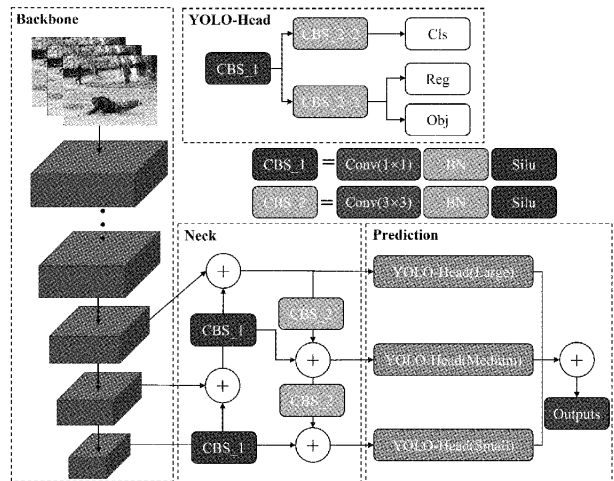 Backbone
YOLO-Head
CBS_1
CBS_2_2
Cls
CBS_2_2
Reg
Obj
CBS_1 = Conv(1×1) BN Silu
CBS_2 = Conv(3×3) BN Silu
Neck
Prediction
+
YOLO-Head(Large)
CBS_1
CBS_2
+
YOLO-Head(Medium)
+
+
CBS_2
Outputs
CBS_1
+
YOLO-Head(Small)